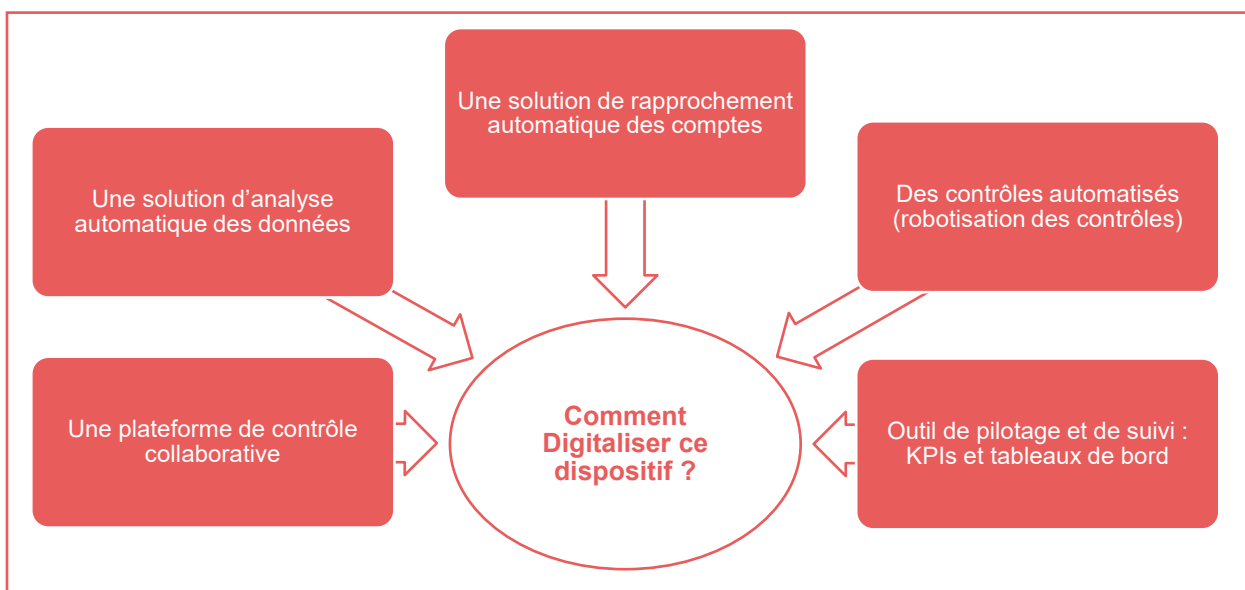 Une solution de rapprochement
automatique des comptes
Une solution d’analyse
automatique des données
Des contrôles automatisés
(robotisation des contrôles)
Une plateforme de contrôle
collaborative
Comment
Digitaliser ce
dispositif ?
Outil de pilotage et de suivi :
KPIs et tableaux de bord